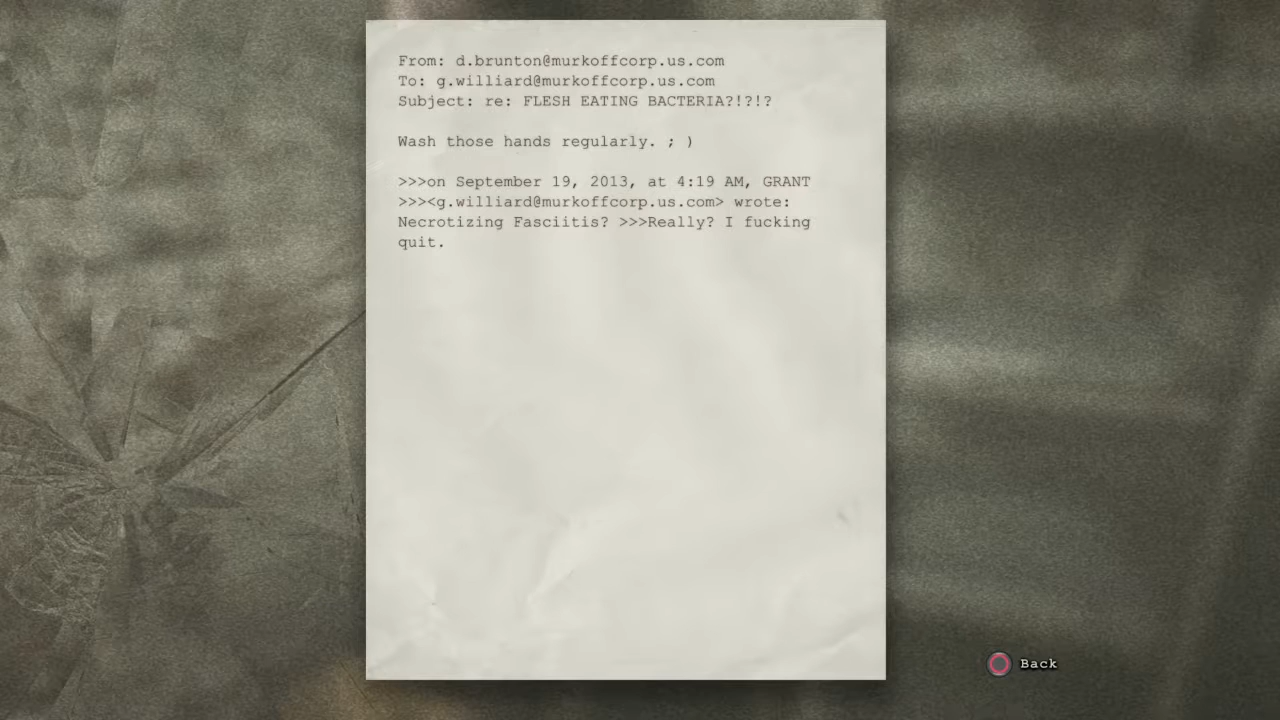 From: d.brunton@murkoffcorp.us.com
To: g.williard@murkoffcorp.us.com
Subject: re: FLESH EATING BACTERIA?!?!?
Wash those hands regularly. ; )
>>>on September 19, 2013, at 4:19 AM, GRANT
>>><g.williard@murkoffcorp.us.com> wrote:
Necrotizing Fasciitis? >>>Really? I fucking
quit.
Back